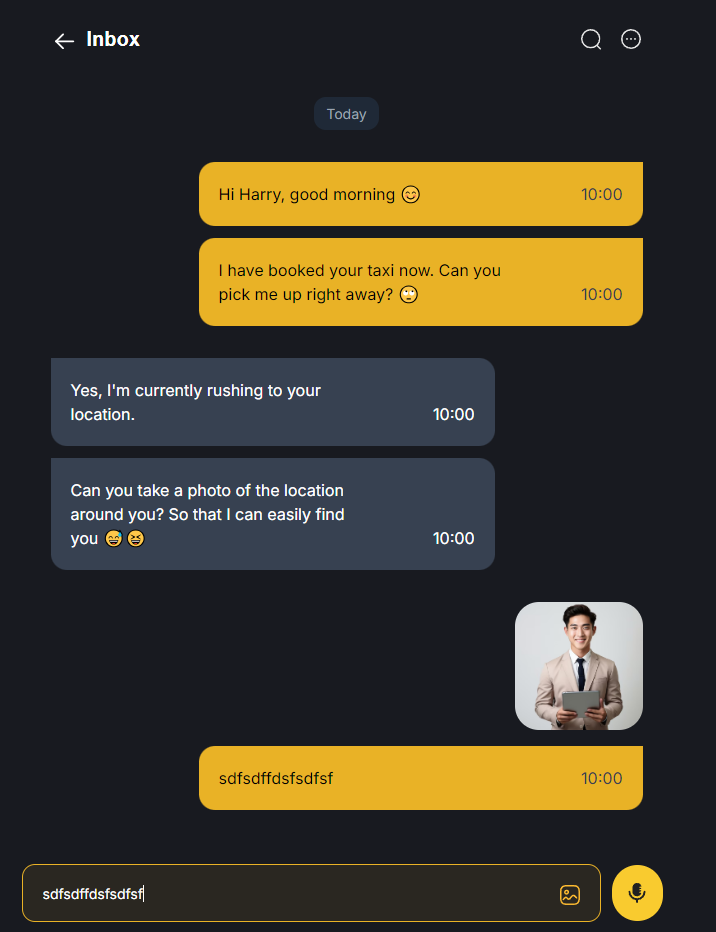 Inbox
Today
Hi Harry, good morning 😊
10:00
I have booked your taxi now. Can you
pick me up right away? 🙄
10:00
Yes, I'm currently rushing to your
location.
10:00
Can you take a photo of the location
around you? So that I can easily find
you 😅 😆
10:00
sdfsdffdsfsdfsf
10:00
sdfsdffdsfsdfsf